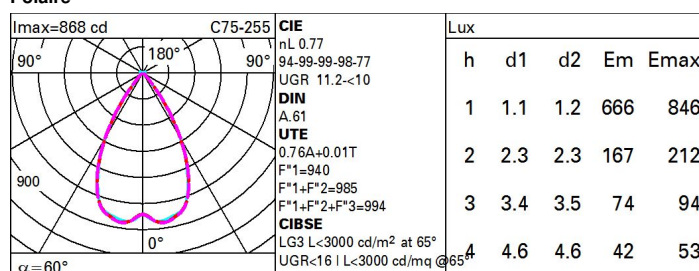 Polaire
Imax=868 cd C75-255
90° 180° 90°
900
0°
α=60°
CIE
nL 0.77
94-99-99-98-77
UGR 11.2-<10
DIN
A.61
UTE
0.76A+0.01T
F"1=940
F"1+F"2=985
F"1+F"2+F"3=994
CIBSE
LG3 L<3000 cd/m² at 65°
UGR<16 | L<3000 cd/mq @65°
Lux
h d1 d2 Em Emax
1 1.1 1.2 666 846
2 2.3 2.3 167 212
3 3.4 3.5 74 94
4 4.6 4.6 42 53